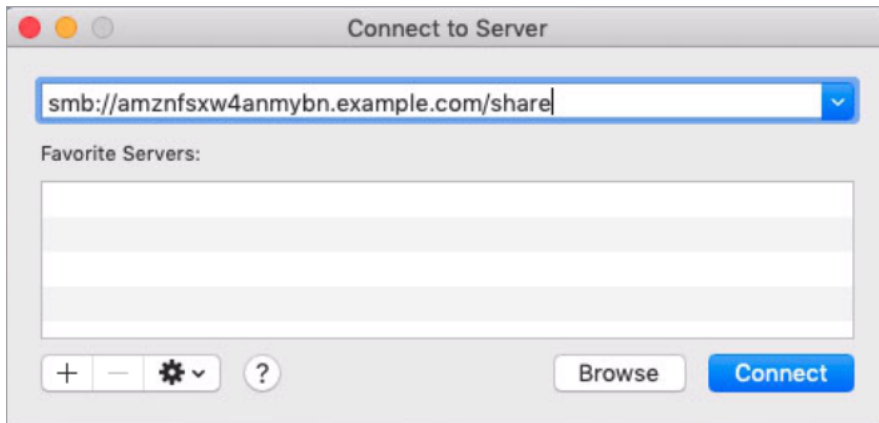 Connect to Server
smb://amznfsxw4anmybn.example.com/share
Favorite Servers:
+ − ?
Browse Connect